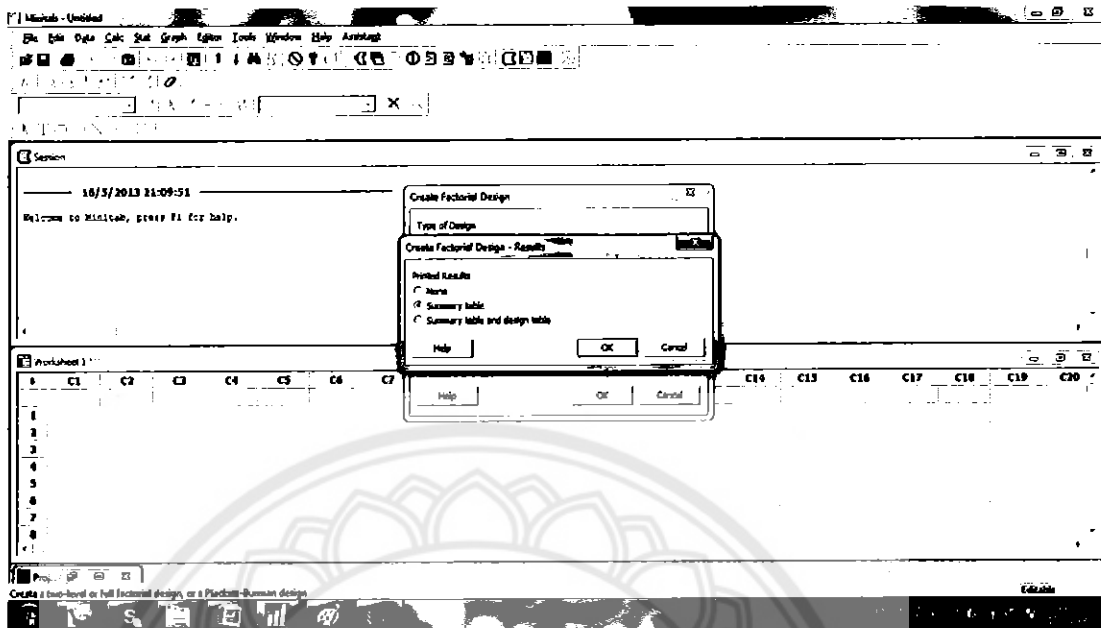 Minitab - Untitled
File Edit Data Calc Stat Graph Editor Tools Window Help Assistant
Session
16/5/2013 21:09:51
Welcome to Minitab, press F1 for help.
Create Factorial Design
Type of Design
Create Factorial Design - Results
Printed Results
None
Summary table
Summary table and design table
Help OK Cancel
Help OK Cancel
Worksheet 1 ***
C1 C2 C3 C4 C5 C6 C7 C14 C15 C16 C17 C18 C19 C20
1
2
3
4
5
6
7
8
Proj...
Create a two-level or full factorial design, or a Plackett-Burman design
Editable